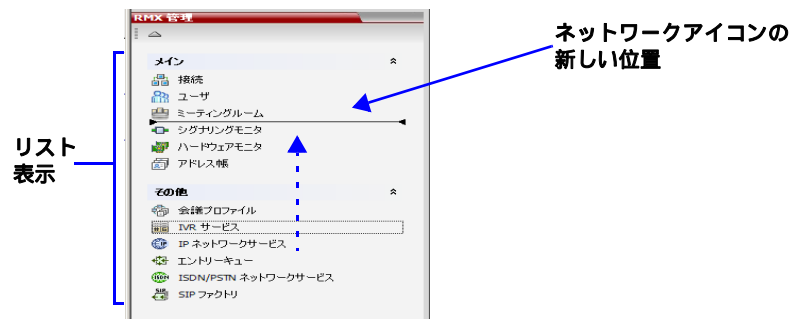 RMX 管理
ネットワークアイコンの
新しい位置
メイン
接続
ユーザ
ミーティングルーム
シグナリングモニタ
ハードウェアモニタ
アドレス帳
リスト
表示
その他
会議プロファイル
IVR サービス
IP ネットワークサービス
エントリーキュー
ISDN/PSTN ネットワークサービス
SIP ファクトリ